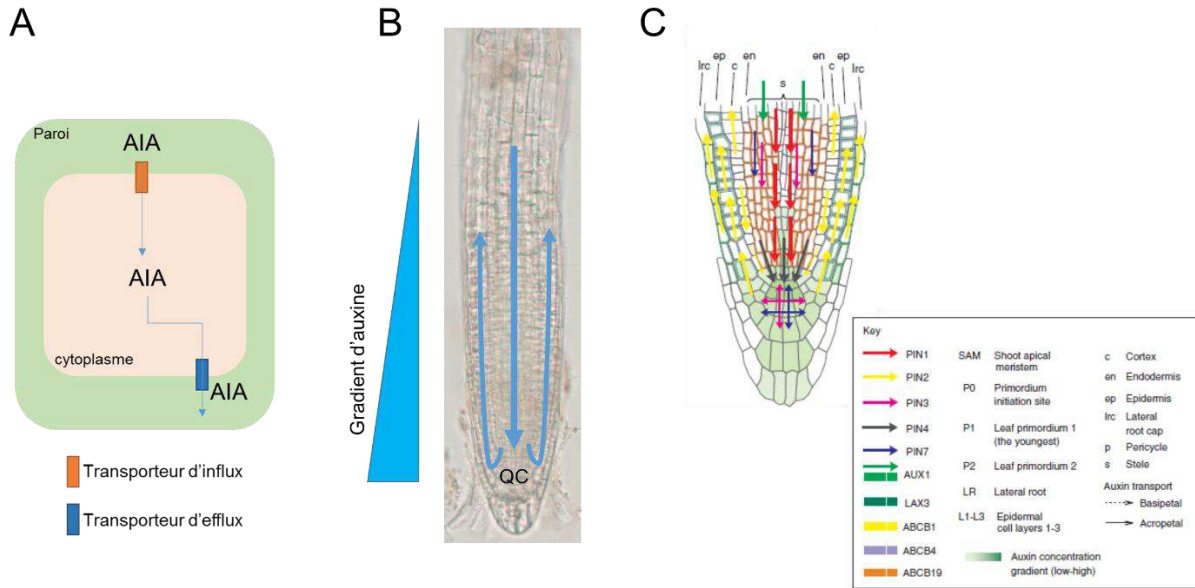 A
Paroi
AIA
AIA
cytoplasme
AIA
Transporteur d'influx
Transporteur d'efflux
B
Gradient d'auxine
QC
C
lrc
ep
c
en
s
en
c
ep
lrc
Key
PIN1
PIN2
PIN3
PIN4
PIN7
AUX1
LAX3
ABCB1
ABCB4
ABCB19
SAM Shoot apical
meristem
P0 Primordium
initiation site
P1 Leaf primordium 1
(the youngest)
P2 Leaf primordium 2
LR Lateral root
L1-L3 Epidermal
cell layers 1-3
Auxin concentration
gradient (low-high)
c Cortex
en Endodermis
ep Epidermis
lrc Lateral
root cap
p Pericycle
s Stele
Auxin transport
Basipetal
Acropetal